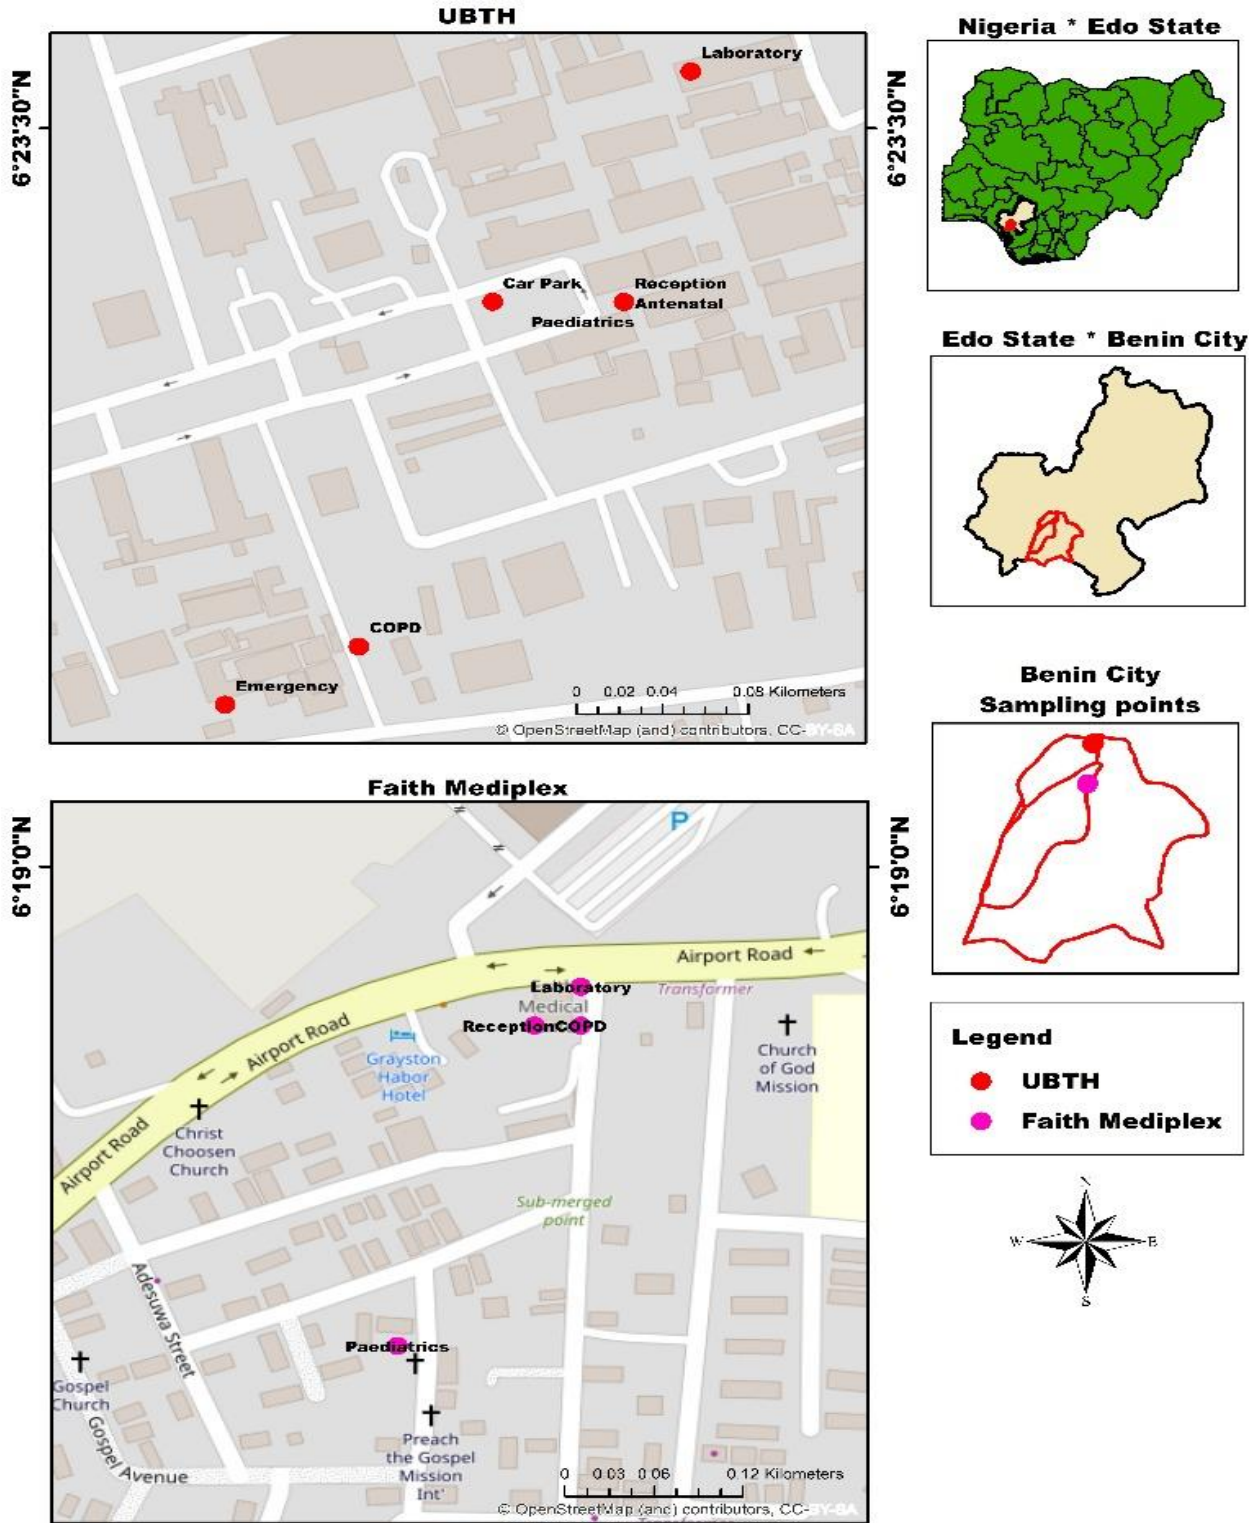 UBTH
6°23'30"N
6°23'30"N
Laboratory
Car Park
Reception
Antenatal
Paediatrics
COPD
Emergency
0 0.02 0.04 0.08 Kilometers
© OpenStreetMap (and) contributors, CC-BY-SA
Nigeria * Edo State
Edo State * Benin City
Benin City
Sampling points
Faith Mediplex
6°19'0"N
6°19'0"N
P
Airport Road
Laboratory
Transformer
Medical
ReceptionCOPD
Airport Road
Grayston
Habor
Hotel
Church
of God
Mission
Christ
Choosen
Church
Airport Road
Sub-merged
point
Adesuwa Street
Paediatrics
Gospel
Church
Gospel Avenue
Preach
the Gospel
Mission
Int'
0 0.03 0.06 0.12 Kilometers
© OpenStreetMap (and) contributors, CC-BY-SA
Legend
UBTH
Faith Mediplex
N
W E
S